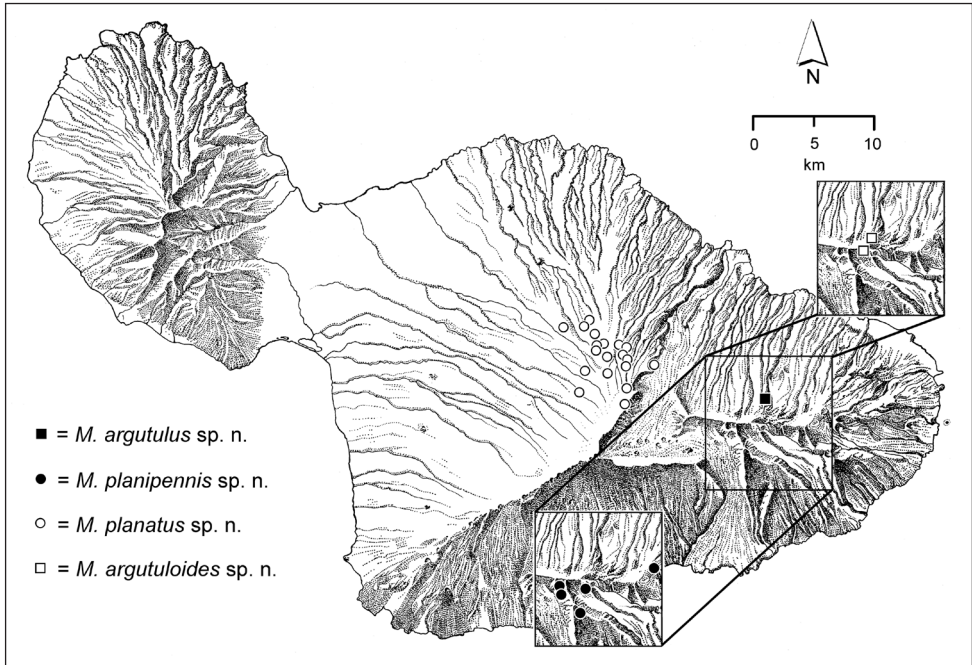 N
0 5 10
km
■ = M. argutulus sp. n.
● = M. planipennis sp. n.
○ = M. planatus sp. n.
□ = M. argutuloides sp. n.